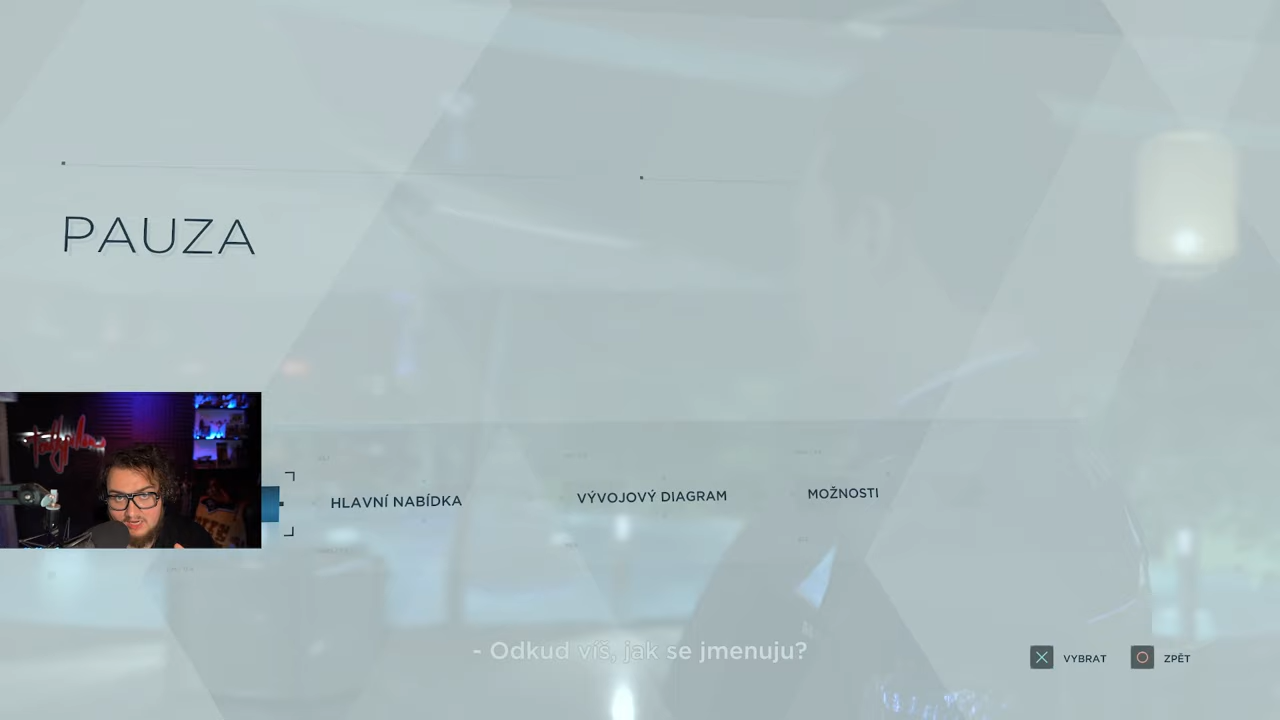 PAUZA
HLAVNÍ NABÍDKA
VÝVOJOVÝ DIAGRAM
MOŽNOSTI
- Odkud víš, jak se jmenuju?
VYBRAT
ZPĚT